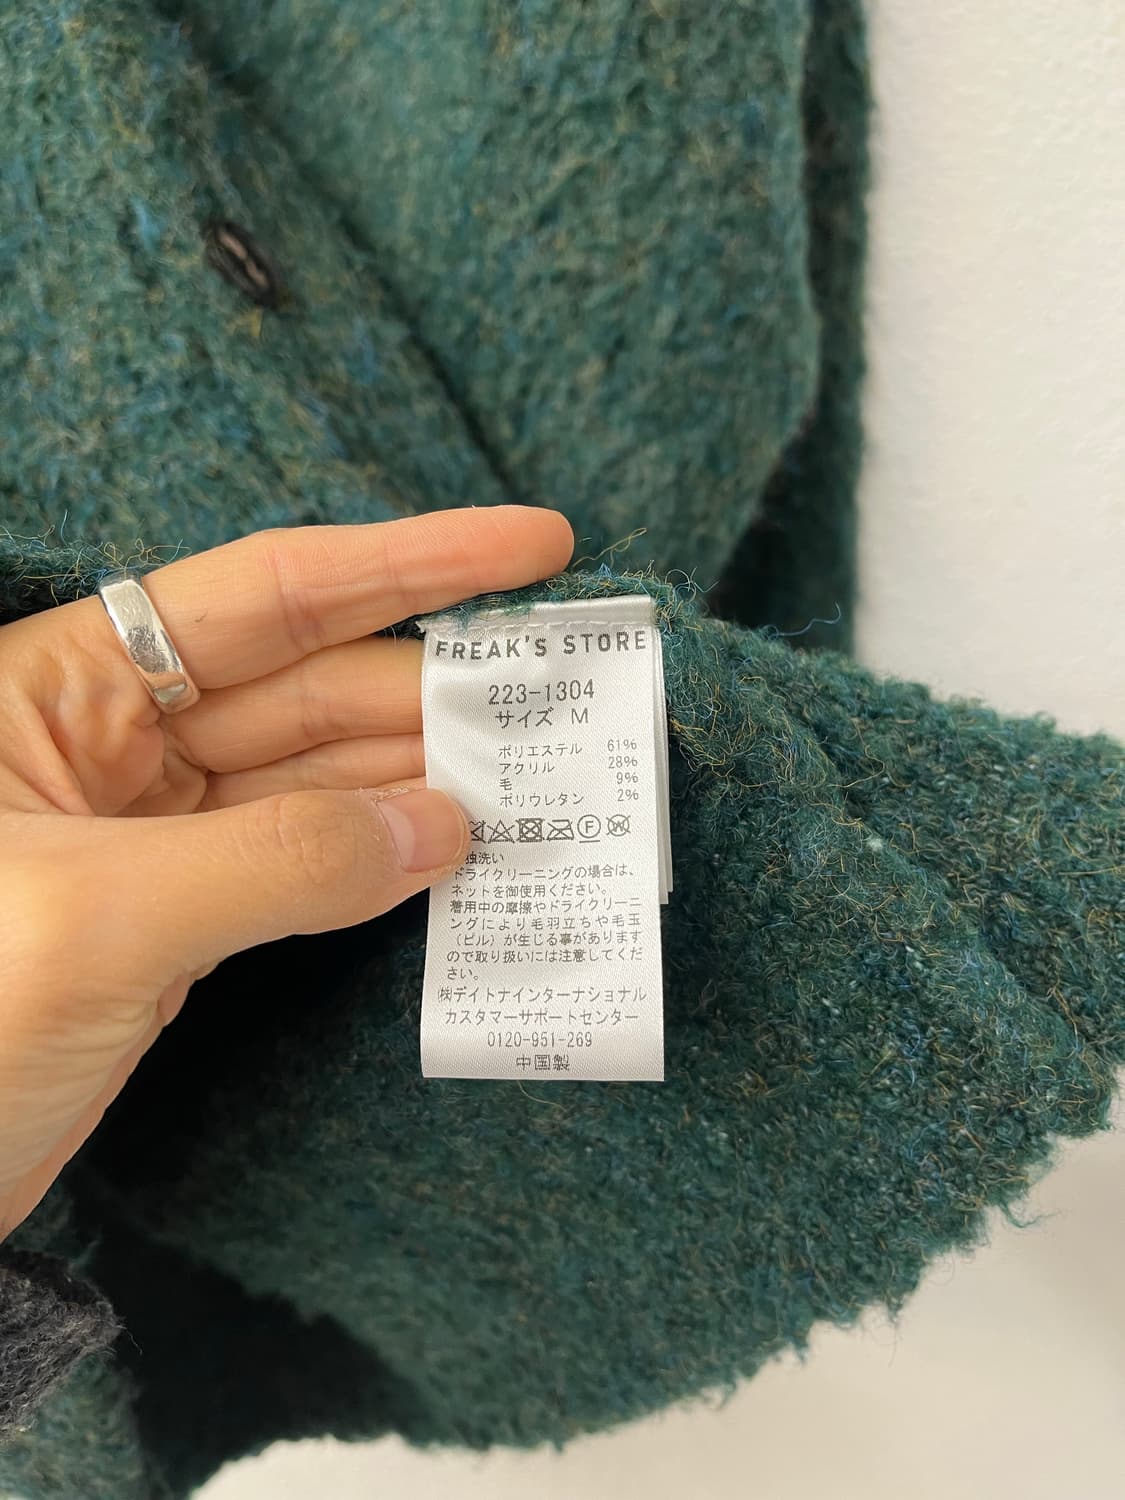 FREAK'S STORE
223-1304
サイズ M
ポリエステル 61%
アクリル 28%
毛 9%
ポリウレタン 2%
独洗い
ドライクリーニングの場合は、
ネットを御使用ください。
着用中の摩擦やドライクリーニ
ングにより毛羽立ちや毛玉
(ピル)が生じる事があります
ので取り扱いには注意してくだ
さい。
㈱デイトナインターナショナル
カスタマーサポートセンター
0120-951-269
中国製